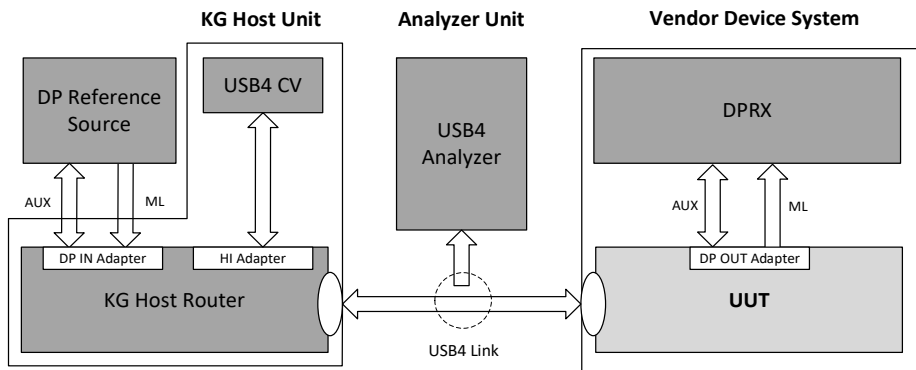 KG Host Unit
Analyzer Unit
Vendor Device System
DP Reference
Source
USB4 CV
USB4
Analyzer
DPRX
AUX
ML
AUX
ML
DP IN Adapter
HI Adapter
DP OUT Adapter
KG Host Router
UUT
USB4 Link